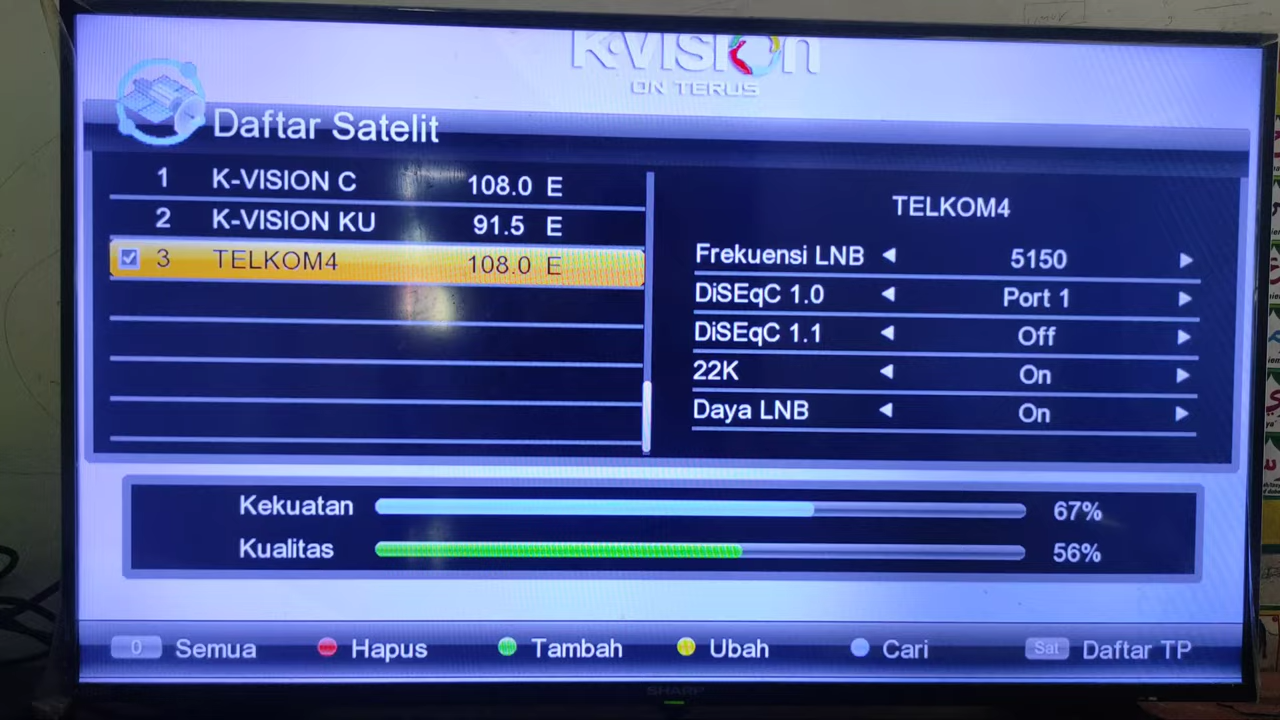 K-VISION
ON TERUS
Daftar Satelit
1 K-VISION C 108.0 E
2 K-VISION KU 91.5 E
3 TELKOM4 108.0 E
TELKOM4
Frekuensi LNB 5150
DiSEqC 1.0 Port 1
DiSEqC 1.1 Off
22K On
Daya LNB On
Kekuatan 67%
Kualitas 56%
0 Semua Hapus Tambah Ubah Cari Sat Daftar TP
SHARP